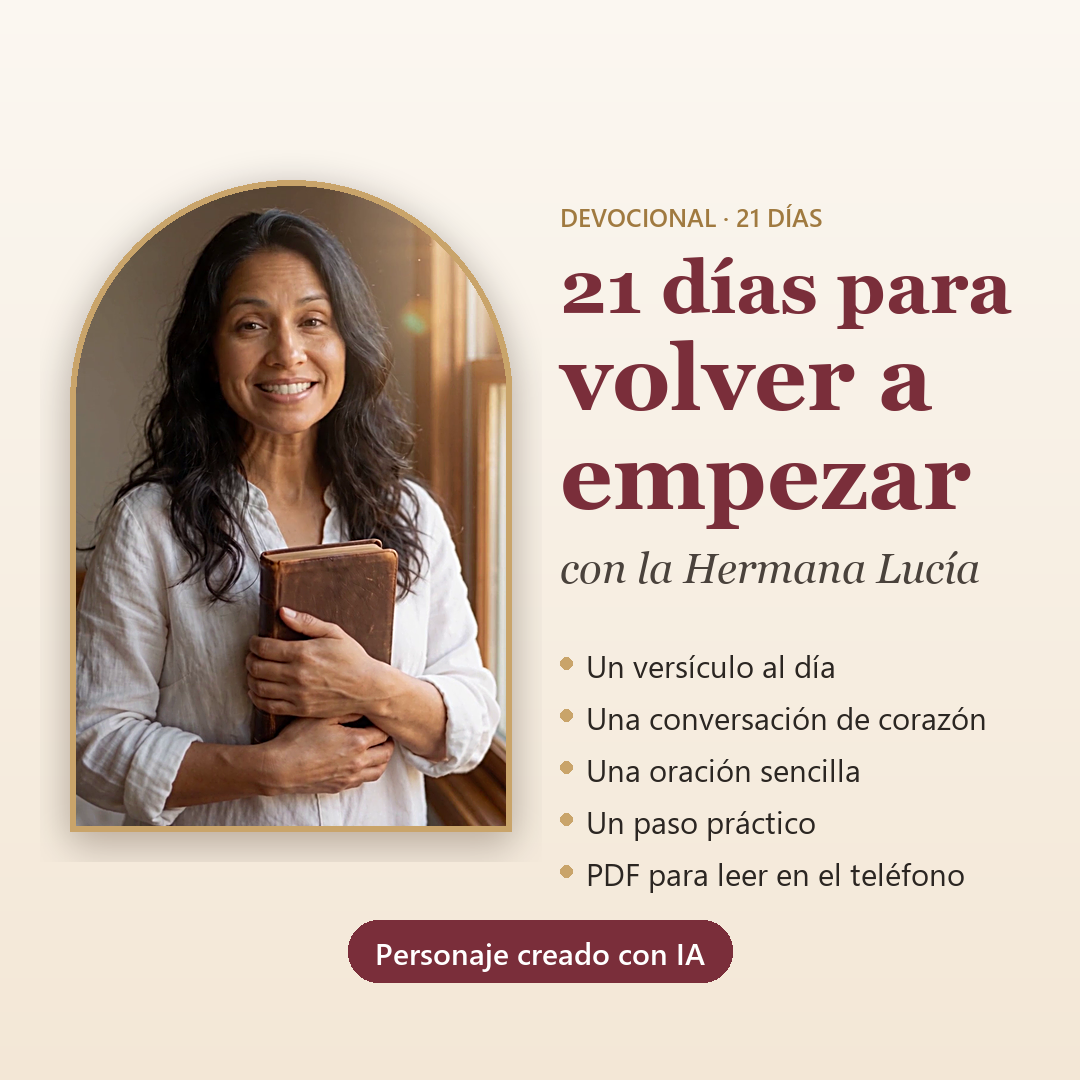 DEVOCIONAL · 21 DÍAS
21 días para
volver a
empezar
con la Hermana Lucía
Un versículo al día
Una conversación de corazón
Una oración sencilla
Un paso práctico
PDF para leer en el teléfono
Personaje creado con IA